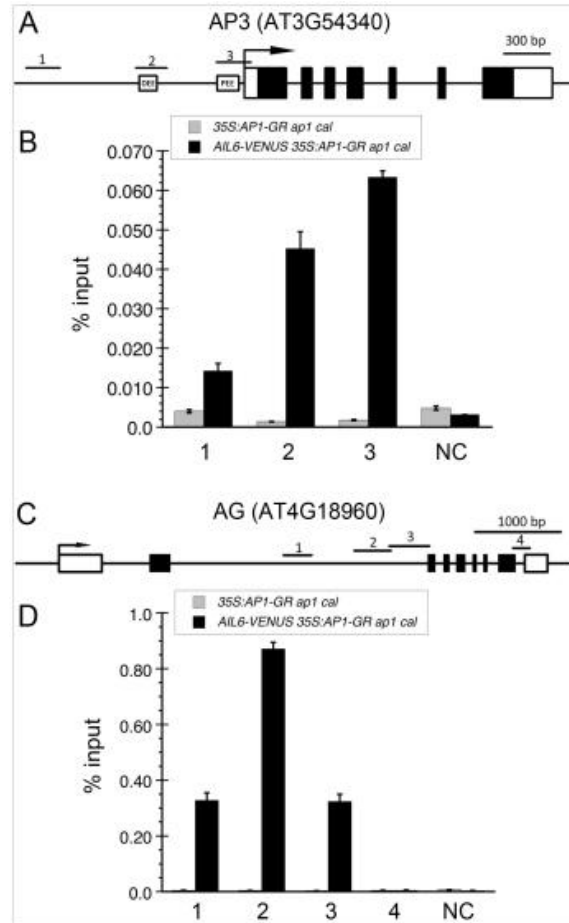 A
AP3 (AT3G54340)
1
2
3
300 bp
DEE
PEE
B
35S:AP1-GR ap1 cal
AIL6-VENUS 35S:AP1-GR ap1 cal
0.070
0.060
0.050
0.040
0.030
0.020
0.010
0.0
% input
1 2 3 NC
C
AG (AT4G18960)
1000 bp
1
2
3
4
D
35S:AP1-GR ap1 cal
AIL6-VENUS 35S:AP1-GR ap1 cal
1.0
0.80
0.60
0.40
0.20
0.0
% input
1 2 3 4 NC